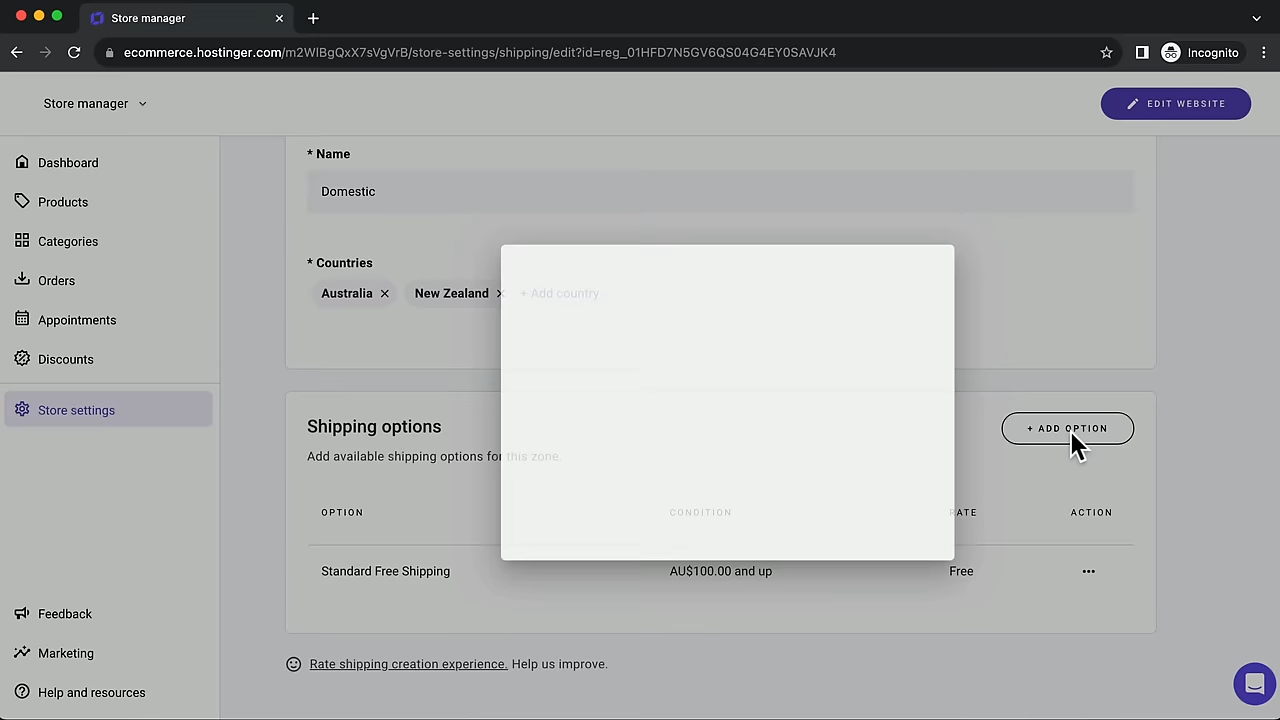 Store manager
ecommerce.hostinger.com/m2WlBgQxX7sVgVrB/store-settings/shipping/edit?id=reg_01HFD7N5GV6QS04G4EY0SAVJK4
Incognito
Store manager
EDIT WEBSITE
Dashboard
Products
Categories
Orders
Appointments
Discounts
Store settings
Feedback
Marketing
Help and resources
* Name
Domestic
* Countries
Australia
New Zealand
+ Add country
Shipping options
+ ADD OPTION
Add available shipping options for this zone.
OPTION CONDITION RATE ACTION
Standard Free Shipping AU$100.00 and up Free
Rate shipping creation experience. Help us improve.